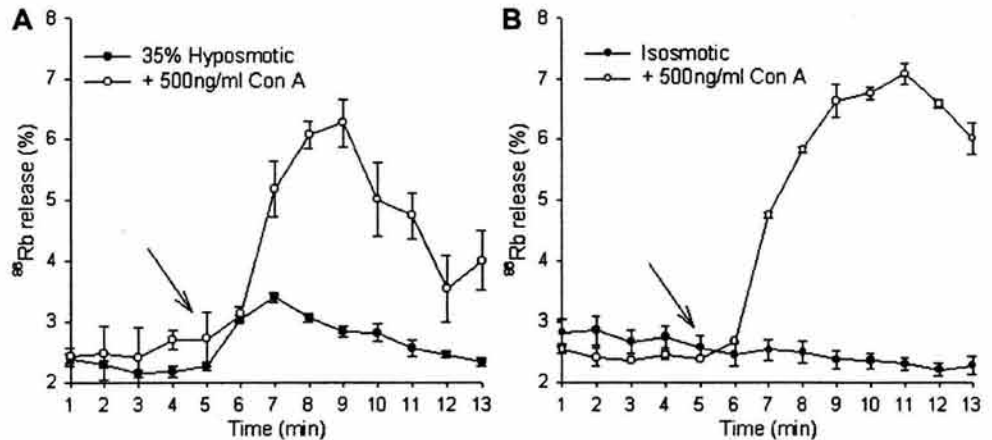 A
35% Hyposmotic
+ 500ng/ml Con A
8
7
6
5
4
3
2
⁸⁶Rb release (%)
1 2 3 4 5 6 7 8 9 10 11 12 13
Time (min)
B
Isosmotic
+ 500ng/ml Con A
8
7
6
5
4
3
2
⁸⁶Rb release (%)
1 2 3 4 5 6 7 8 9 10 11 12 13
Time (min)